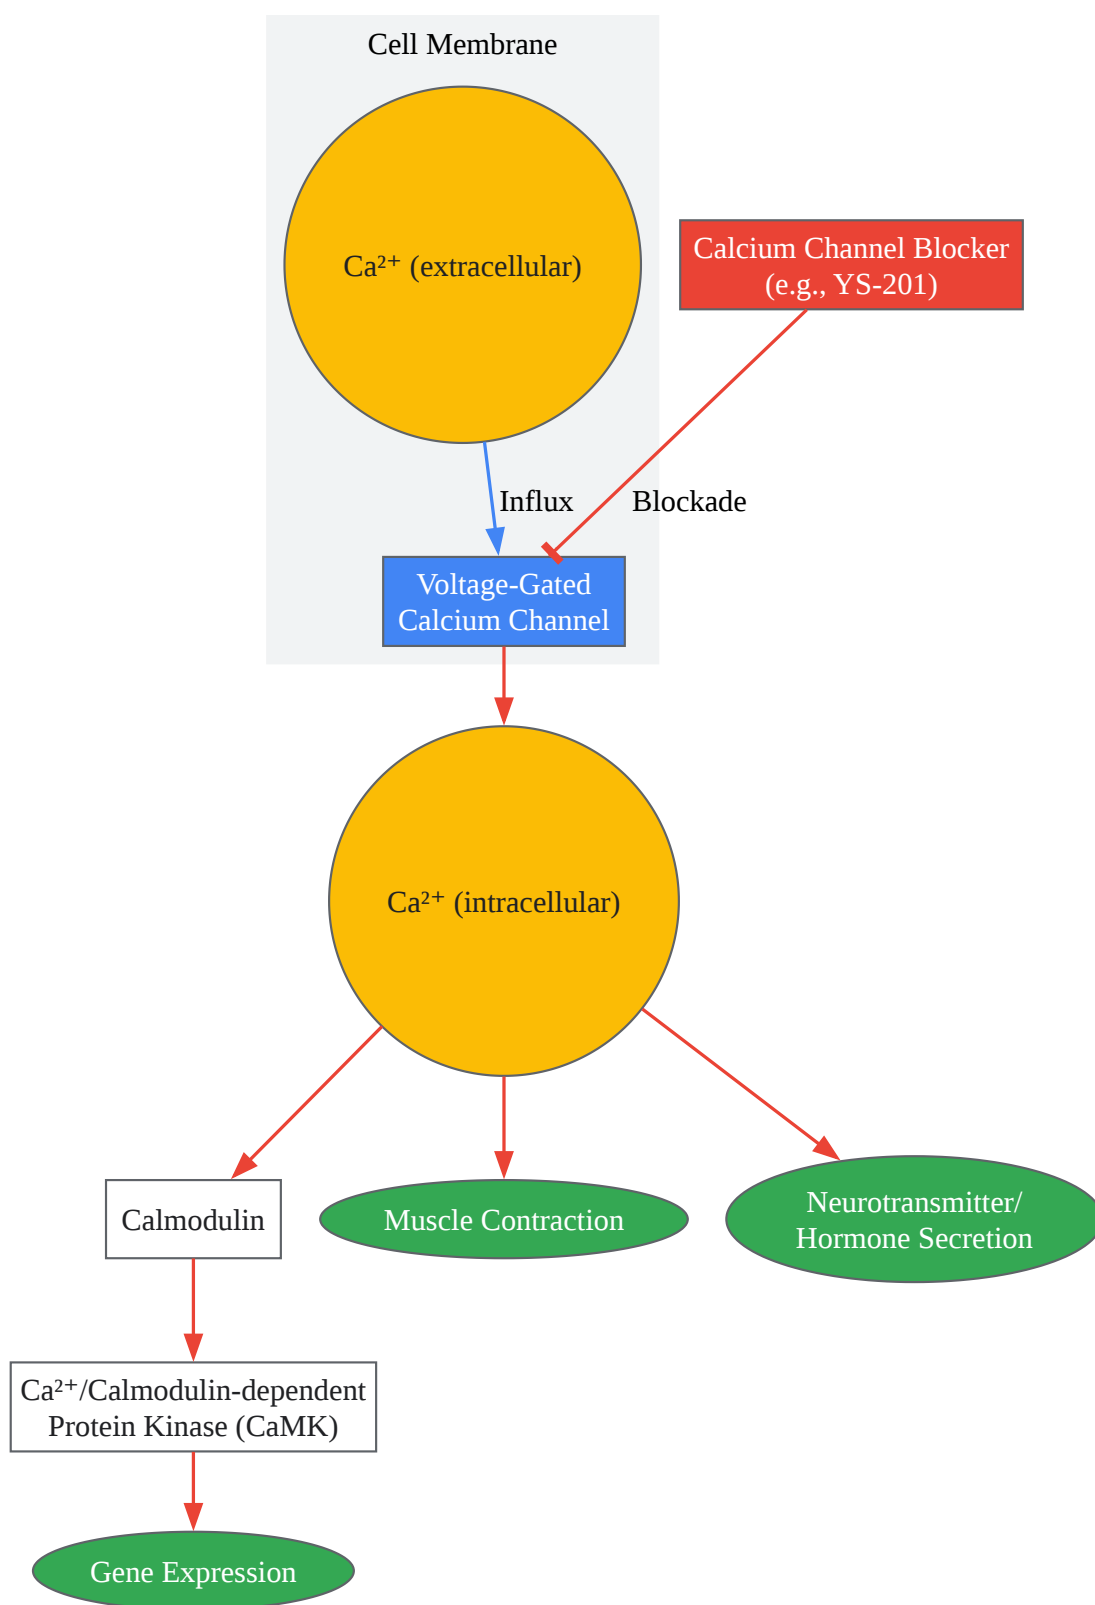 Cell Membrane
Ca²⁺ (extracellular)
Calcium Channel Blocker
(e.g., YS-201)
Influx
Blockade
Voltage-Gated
Calcium Channel
Ca²⁺ (intracellular)
Calmodulin
Muscle Contraction
Neurotransmitter/
Hormone Secretion
Ca²⁺/Calmodulin-dependent
Protein Kinase (CaMK)
Gene Expression